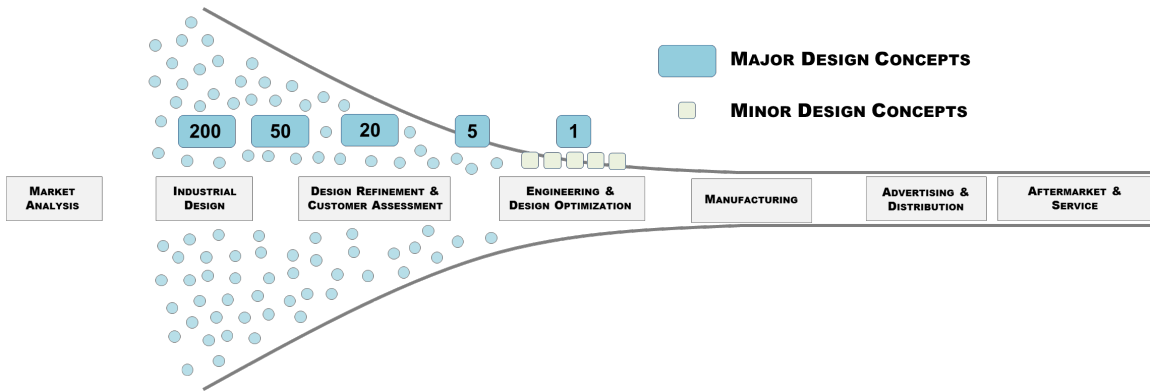 MAJOR DESIGN CONCEPTS
MINOR DESIGN CONCEPTS
200
50
20
5
1
MARKET
ANALYSIS
INDUSTRIAL
DESIGN
DESIGN REFINEMENT &
CUSTOMER ASSESSMENT
ENGINEERING &
DESIGN OPTIMIZATION
MANUFACTURING
ADVERTISING &
DISTRIBUTION
AFTERMARKET &
SERVICE